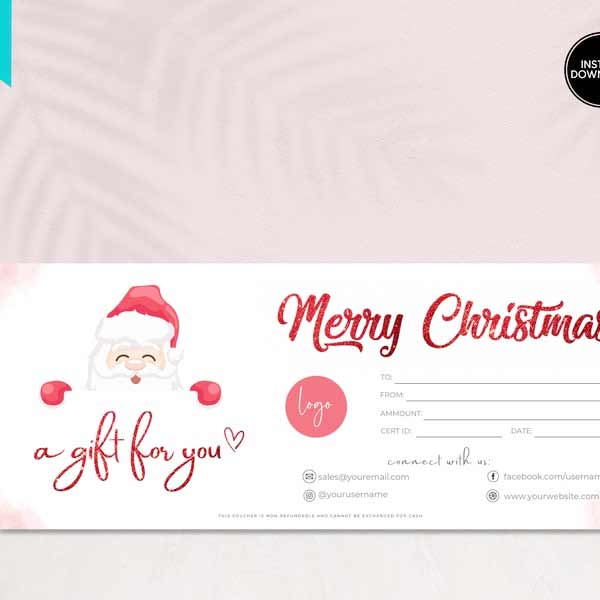 INST
DOWN
Merry Christmas
a gift for you
logo
TO:
FROM:
AMMOUNT:
CERT ID:
DATE:
connect with us:
sales@youremail.com
facebook.com/usernam
@yourusername
www.yourwebsite.com
THIS VOUCHER IS NON-REFUNDABLE AND CANNOT BE EXCHANGED FOR CASH